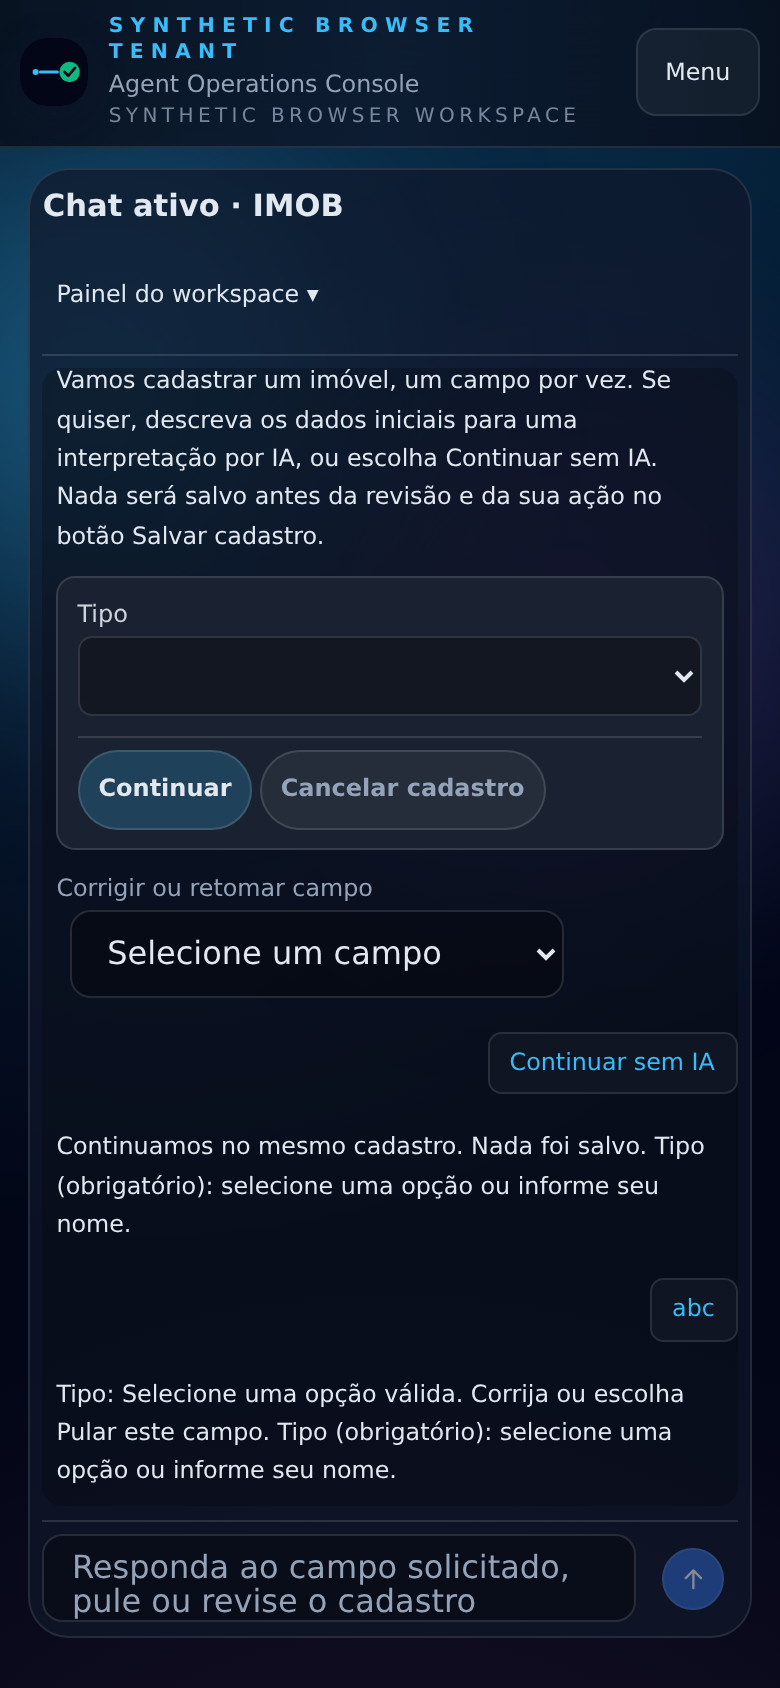 SYNTHETIC BROWSER
TENANT
Agent Operations Console
SYNTHETIC BROWSER WORKSPACE
Menu
Chat ativo · IMOB
Painel do workspace ▾
Vamos cadastrar um imóvel, um campo por vez. Se
quiser, descreva os dados iniciais para uma
interpretação por IA, ou escolha Continuar sem IA.
Nada será salvo antes da revisão e da sua ação no
botão Salvar cadastro.
Tipo
Continuar
Cancelar cadastro
Corrigir ou retomar campo
Selecione um campo
Continuar sem IA
Continuamos no mesmo cadastro. Nada foi salvo. Tipo
(obrigatório): selecione uma opção ou informe seu
nome.
abc
Tipo: Selecione uma opção válida. Corrija ou escolha
Pular este campo. Tipo (obrigatório): selecione uma
opção ou informe seu nome.
Responda ao campo solicitado,
pule ou revise o cadastro